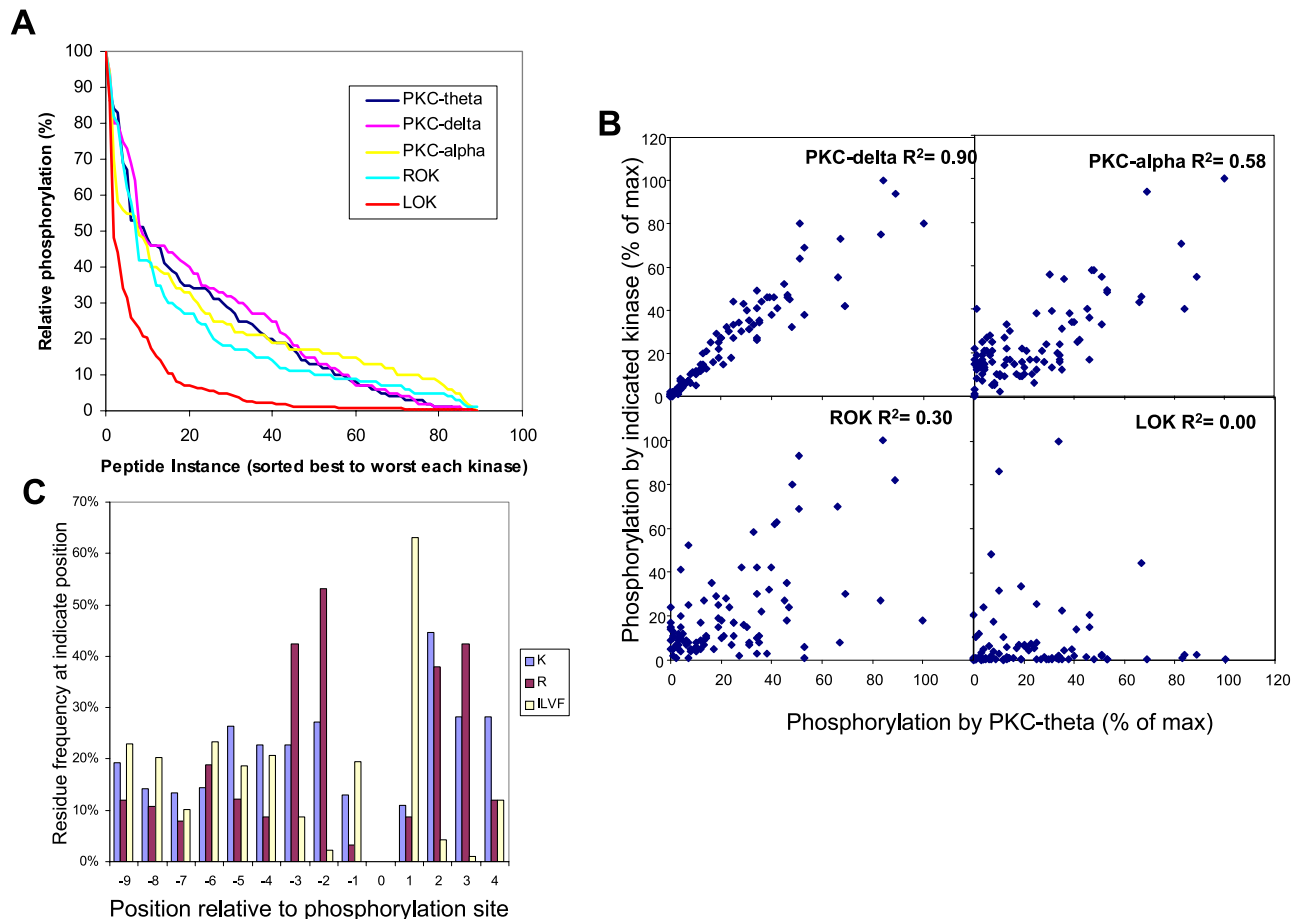 A
100
90
80
70
60
50
40
30
20
10
0
Relative phosphorylation (%)
PKC-theta
PKC-delta
PKC-alpha
ROK
LOK
0 20 40 60 80 100
Peptide Instance (sorted best to worst each kinase)
B
Phosphorylation by indicated kinase (% of max)
120
100
80
60
40
20
0
PKC-delta R²= 0.90
PKC-alpha R²= 0.58
100
80
60
40
20
0
ROK R²= 0.30
LOK R²= 0.00
0 20 40 60 80 100 0 20 40 60 80 100 120
Phosphorylation by PKC-theta (% of max)
C
70%
60%
50%
40%
30%
20%
10%
0%
Residue frequency at indicate position
K
R
ILVF
-9 -8 -7 -6 -5 -4 -3 -2 -1 0 1 2 3 4
Position relative to phosphorylation site